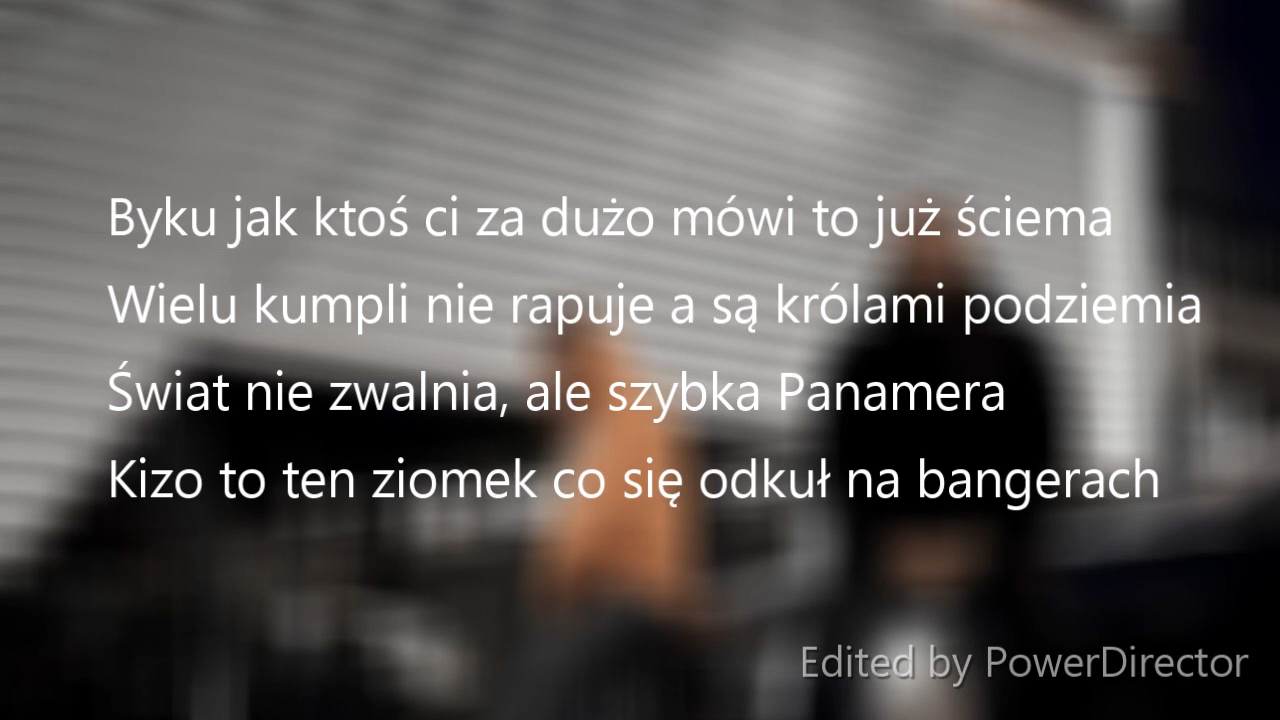 Byku jak ktoś ci za dużo mówi to już ściema
Wielu kumpli nie rapuje a są królami podziemia
Świat nie zwalnia, ale szybka Panamera
Kizo to ten ziomek co się odkuł na bangerach
Edited by PowerDirector